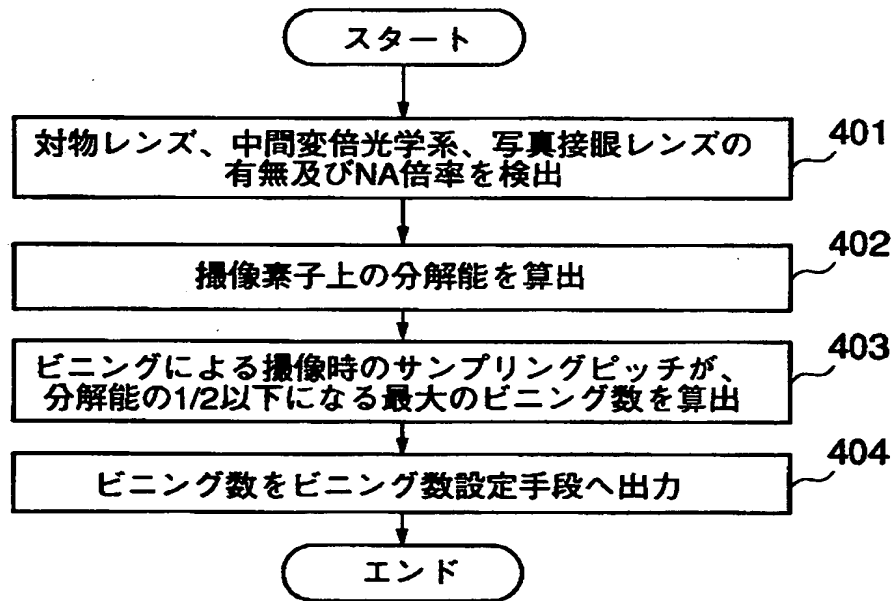 スタート
対物レンズ、中間変倍光学系、写真接眼レンズの
有無及びNA倍率を検出
401
撮像素子上の分解能を算出
402
ビニングによる撮像時のサンプリングピッチが、
分解能の1/2以下になる最大のビニング数を算出
403
ビニング数をビニング数設定手段へ出力
404
エンド